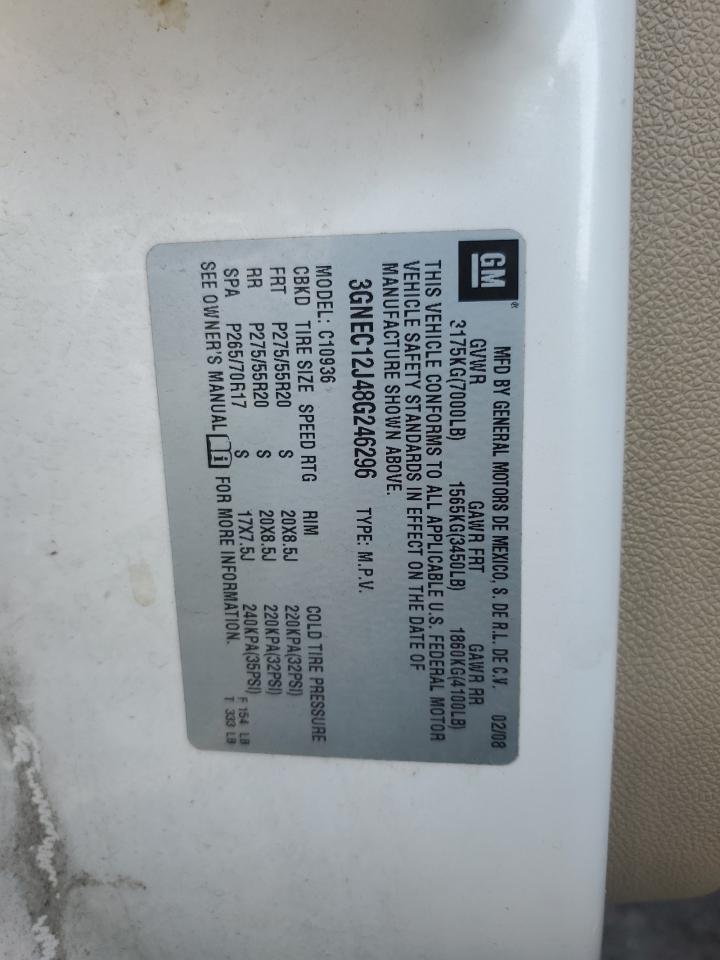 GM ®
MFD BY GENERAL MOTORS DE MEXICO, S. DE R.L. DE C.V. 02/08
GVWR GAWR FRT GAWR RR
3175KG(7000LB) 1565KG(3450LB) 1860KG(4100LB)
THIS VEHICLE CONFORMS TO ALL APPLICABLE U.S. FEDERAL MOTOR
VEHICLE SAFETY STANDARDS IN EFFECT ON THE DATE OF
MANUFACTURE SHOWN ABOVE.
3GNEC12J48G246296 TYPE: M.P.V.
MODEL: C10936
CBKD TIRE SIZE SPEED RTG RIM COLD TIRE PRESSURE
FRT P275/55R20 S 20X8.5J 220KPA(32PSI)
RR P275/55R20 S 20X8.5J 220KPA(32PSI)
SPA P265/70R17 S 17X7.5J 240KPA(35PSI)
SEE OWNER'S MANUAL i FOR MORE INFORMATION.
F 154 LB
T 333 LB